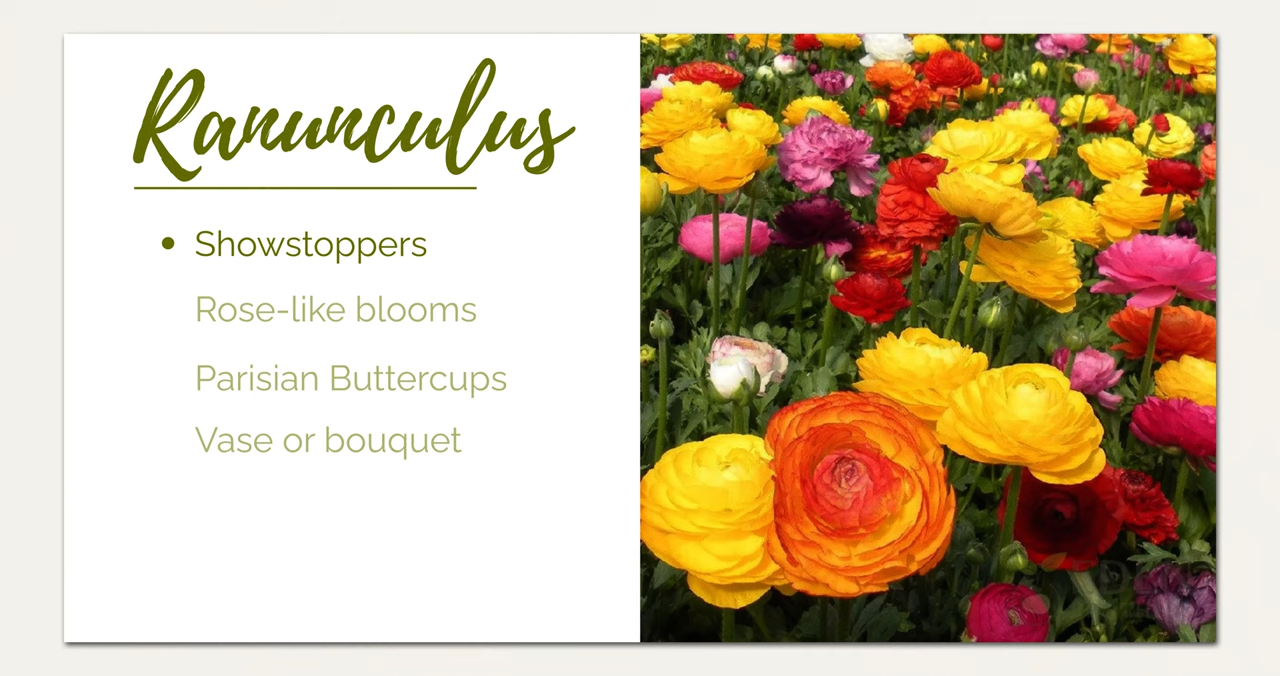 Ranunculus
• Showstoppers
Rose-like blooms
Parisian Buttercups
Vase or bouquet